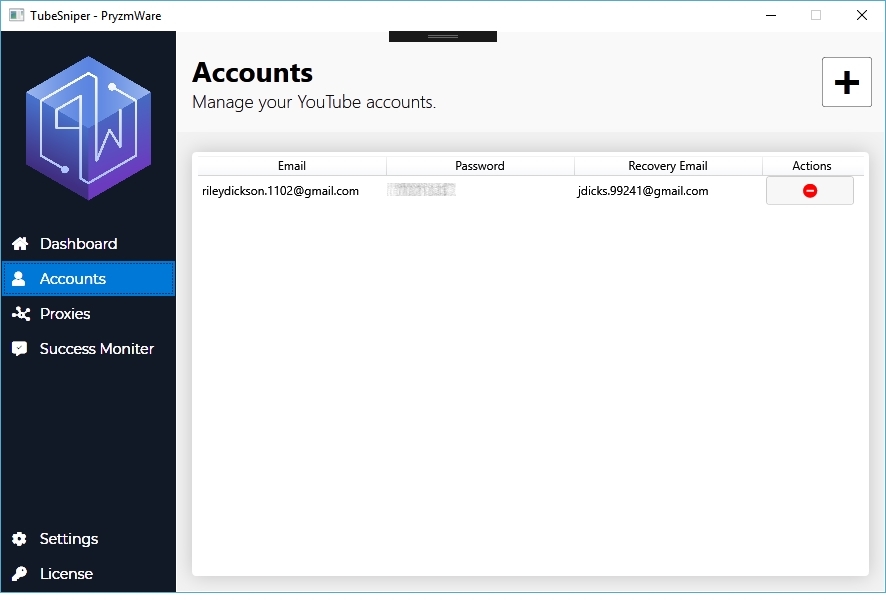 TubeSniper - PryzmWare
Accounts
Manage your YouTube accounts.
Email Password Recovery Email Actions
rileydickson.1102@gmail.com jdicks.99241@gmail.com
Dashboard
Accounts
Proxies
Success Moniter
Settings
License